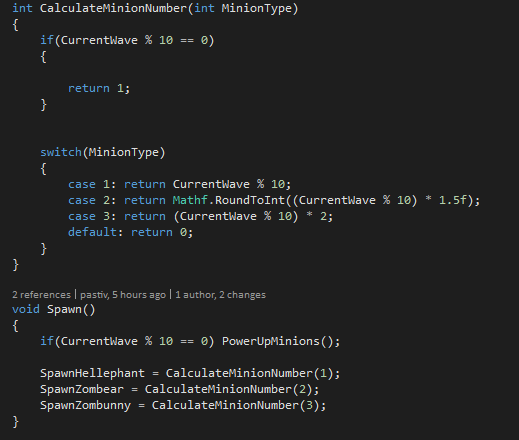 int CalculateMinionNumber(int MinionType)
{
    if(CurrentWave % 10 == 0)
    {

        return 1;
    }


    switch(MinionType)
    {
        case 1: return CurrentWave % 10;
        case 2: return Mathf.RoundToInt((CurrentWave % 10) * 1.5f);
        case 3: return (CurrentWave % 10) * 2;
        default: return 0;
    }
}

2 references | pastiv, 5 hours ago | 1 author, 2 changes
void Spawn()
{
    if(CurrentWave % 10 == 0) PowerUpMinions();

    SpawnHellephant = CalculateMinionNumber(1);
    SpawnZombear = CalculateMinionNumber(2);
    SpawnZombunny = CalculateMinionNumber(3);
}